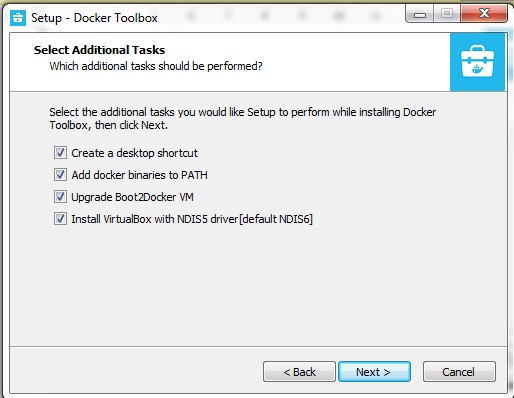 Setup - Docker Toolbox
Select Additional Tasks
Which additional tasks should be performed?
Select the additional tasks you would like Setup to perform while installing Docker
Toolbox, then click Next.
Create a desktop shortcut
Add docker binaries to PATH
Upgrade Boot2Docker VM
Install VirtualBox with NDIS5 driver[default NDIS6]
< Back
Next >
Cancel